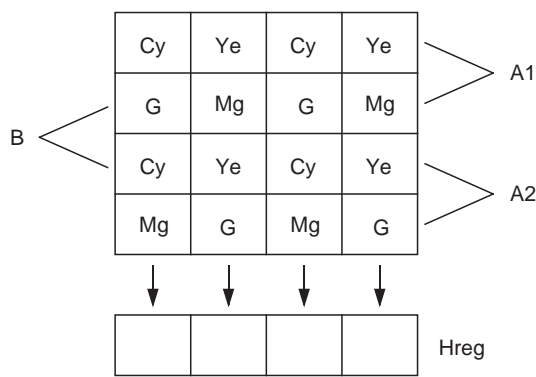 Cy Ye Cy Ye
A1
G Mg G Mg
B
Cy Ye Cy Ye
A2
Mg G Mg G
Hreg